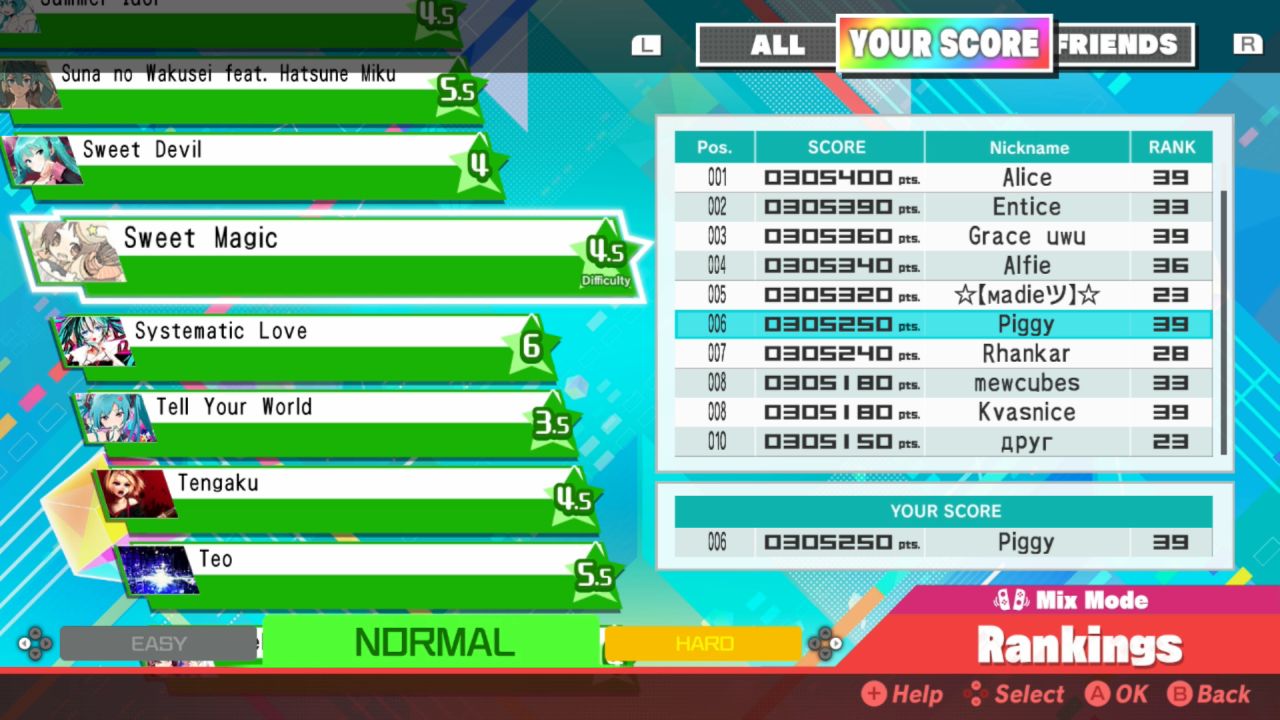 Summer Idol
4.5
Suna no Wakusei feat. Hatsune Miku
5.5
Sweet Devil
4
Sweet Magic
4.5
Difficulty
Systematic Love
6
Tell Your World
3.5
Tengaku
4.5
Teo
5.5
EASY
NORMAL
HARD
L
ALL
YOUR SCORE
FRIENDS
R
Pos. SCORE Nickname RANK
001 0305400 pts. Alice 39
002 0305390 pts. Entice 33
003 0305360 pts. Grace uwu 39
004 0305340 pts. Alfie 36
005 0305320 pts. ☆【мadieツ】☆ 23
006 0305250 pts. Piggy 39
007 0305240 pts. Rhankar 28
008 0305180 pts. mewcubes 33
008 0305180 pts. Kvasnice 39
010 0305150 pts. друг 23
YOUR SCORE
006 0305250 pts. Piggy 39
Mix Mode
Rankings
+ Help Select A OK B Back